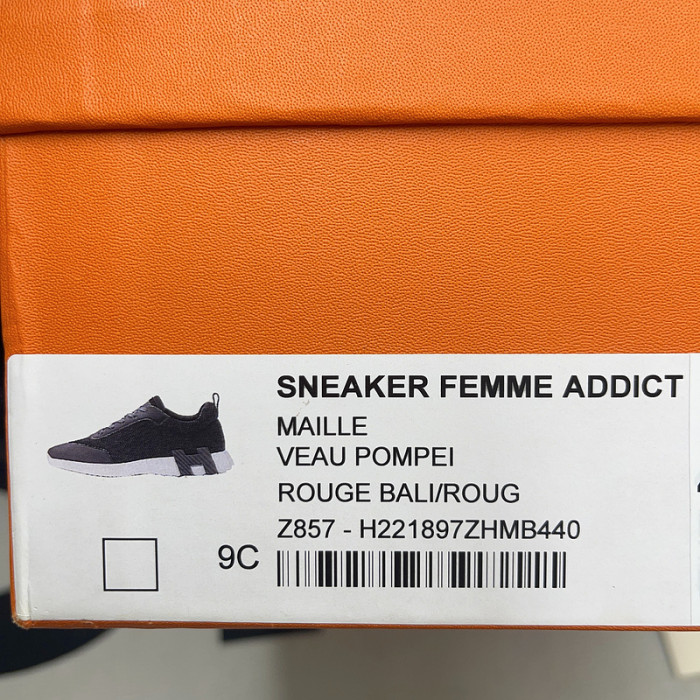 SNEAKER FEMME ADDICT
MAILLE
VEAU POMPEI
ROUGE BALI/ROUG
Z857 - H221897ZHMB440
9C